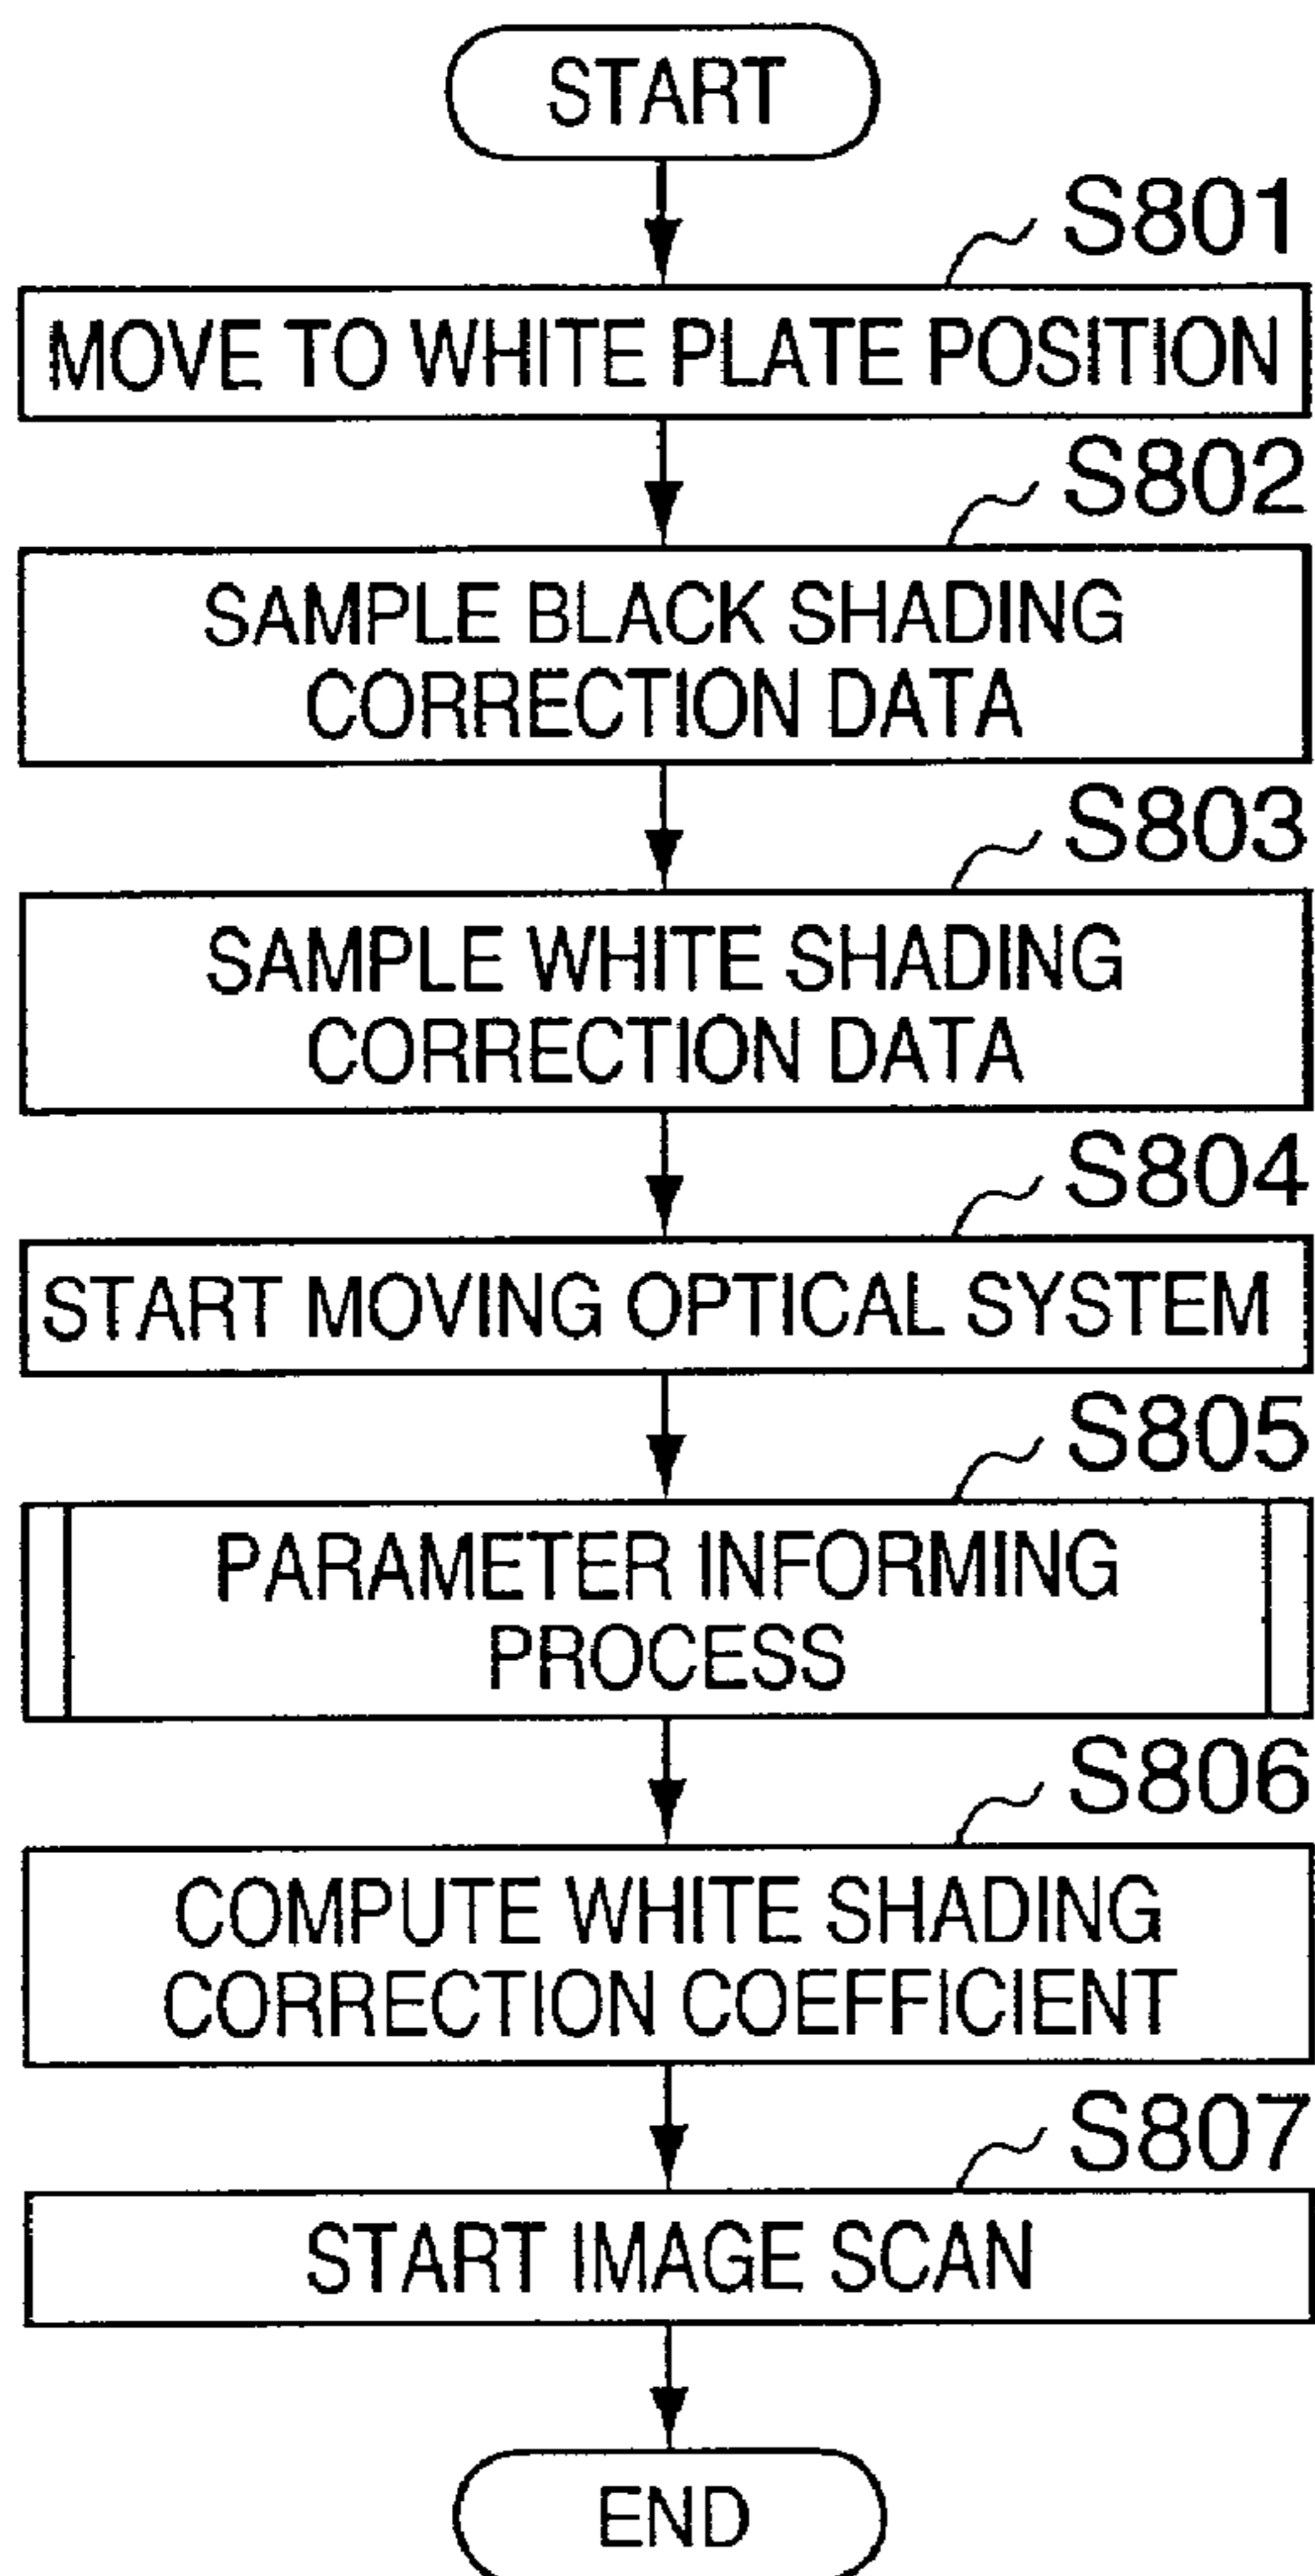 START
S801
MOVE TO WHITE PLATE POSITION
S802
SAMPLE BLACK SHADING
CORRECTION DATA
S803
SAMPLE WHITE SHADING
CORRECTION DATA
S804
START MOVING OPTICAL SYSTEM
S805
PARAMETER INFORMING
PROCESS
S806
COMPUTE WHITE SHADING
CORRECTION COEFFICIENT
S807
START IMAGE SCAN
END